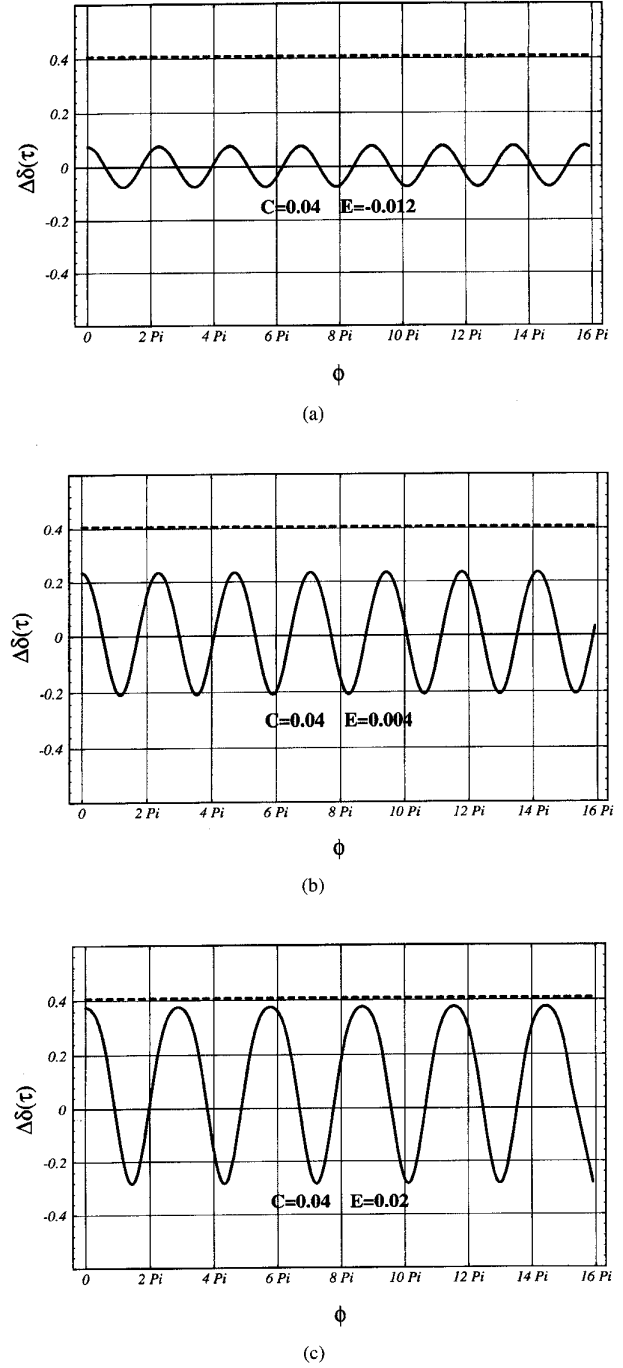 0.4
0.2
0
-0.2
-0.4
Δδ(τ)
C=0.04 E=-0.012
0 2 Pi 4 Pi 6 Pi 8 Pi 10 Pi 12 Pi 14 Pi 16 Pi
ϕ
(a)
0.4
0.2
0
-0.2
-0.4
Δδ(τ)
C=0.04 E=0.004
0 2 Pi 4 Pi 6 Pi 8 Pi 10 Pi 12 Pi 14 Pi 16 Pi
ϕ
(b)
0.4
0.2
0
-0.2
-0.4
Δδ(τ)
C=0.04 E=0.02
0 2 Pi 4 Pi 6 Pi 8 Pi 10 Pi 12 Pi 14 Pi 16 Pi
ϕ
(c)